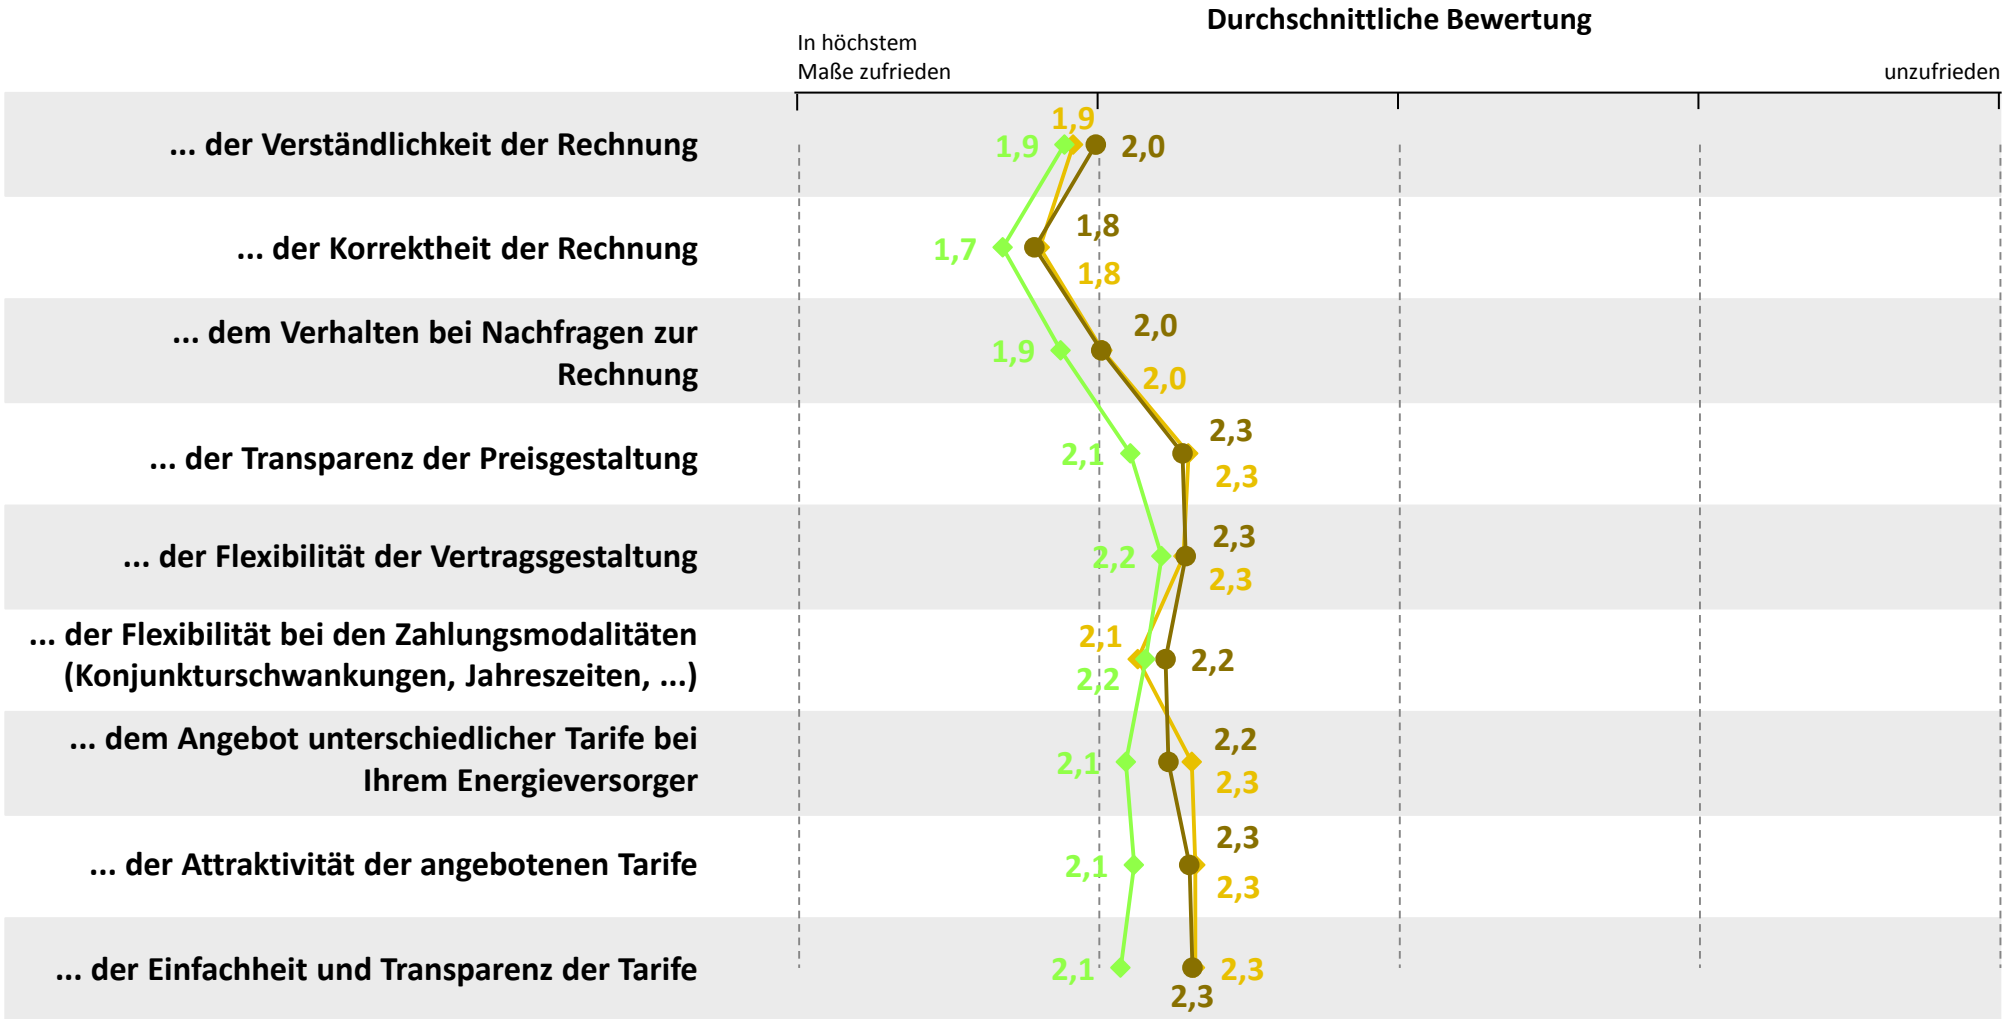 Durchschnittliche Bewertung
In höchstem
Maße zufrieden
unzufrieden
... der Verständlichkeit der Rechnung
1,9
1,9
2,0
... der Korrektheit der Rechnung
1,7
1,8
1,8
... dem Verhalten bei Nachfragen zur
Rechnung
1,9
2,0
2,0
... der Transparenz der Preisgestaltung
2,1
2,3
2,3
... der Flexibilität der Vertragsgestaltung
2,2
2,3
2,3
... der Flexibilität bei den Zahlungsmodalitäten
(Konjunkturschwankungen, Jahreszeiten, ...)
2,1
2,2
2,2
... dem Angebot unterschiedlicher Tarife bei
Ihrem Energieversorger
2,1
2,2
2,3
... der Attraktivität der angebotenen Tarife
2,1
2,3
2,3
... der Einfachheit und Transparenz der Tarife
2,1
2,3
2,3